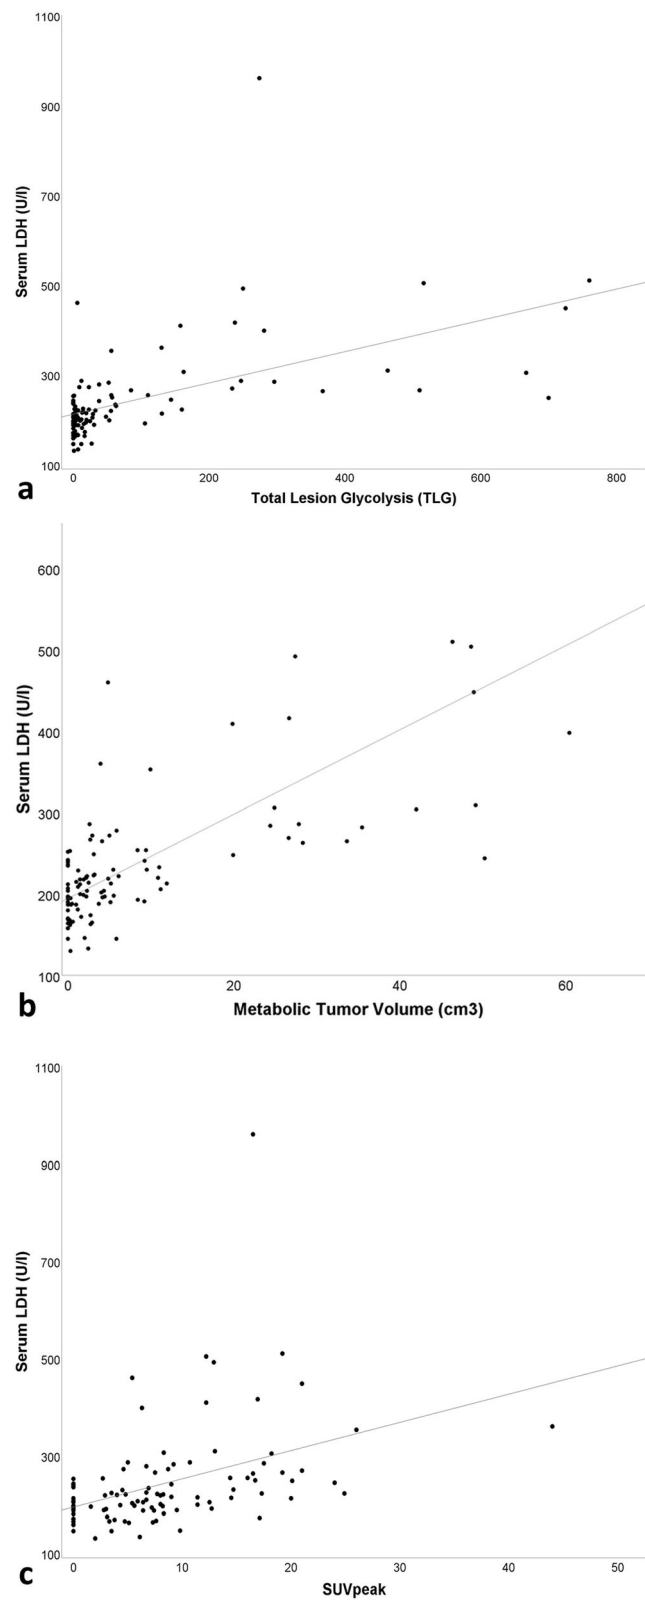 1100
900
700
500
300
100
Serum LDH (U/l)
0 200 400 600 800
Total Lesion Glycolysis (TLG)
a
600
500
400
300
200
100
Serum LDH (U/l)
0 20 40 60
Metabolic Tumor Volume (cm3)
b
1100
900
700
500
300
100
Serum LDH (U/l)
0 10 20 30 40 50
SUVpeak
c